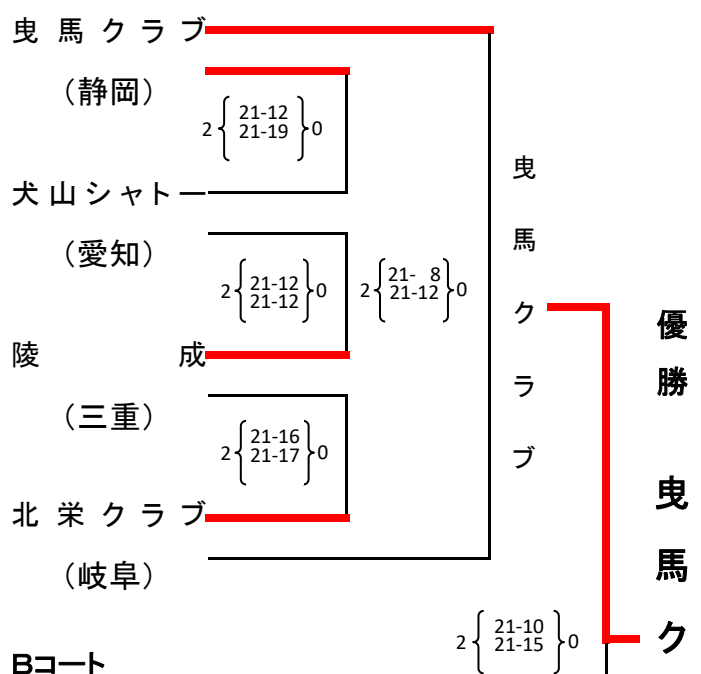 曳馬クラブ
（静岡）
2 21-12 0
21-19
犬山シャトー
（愛知）
2 21-12 0
21-12
2 21- 8 0
21-12
陵成
（三重）
2 21-16 0
21-17
北栄クラブ
（岐阜）
曳馬クラブ
優勝 曳馬ク
2 21-10 0
21-15
Bコート